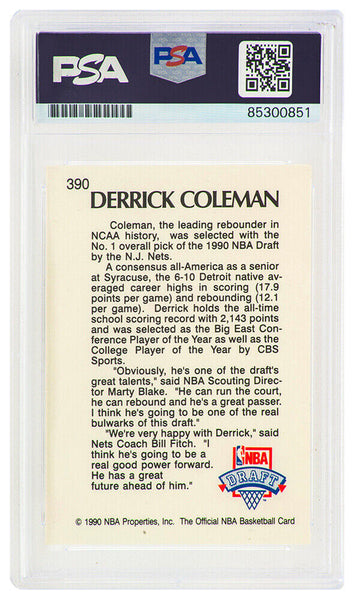 PSA
PSA
85300851
390
DERRICK COLEMAN
Coleman, the leading rebounder in
NCAA history, was selected with the
No. 1 overall pick of the 1990 NBA Draft
by the N.J. Nets.
A consensus all-America as a senior
at Syracuse, the 6-10 Detroit native av-
eraged career highs in scoring (17.9
points per game) and rebounding (12.1
per game). Derrick holds the all-time
school scoring record with 2,143 points
and was selected as the Big East Con-
ference Player of the Year as well as the
College Player of the Year by CBS
Sports.
"Obviously, he's one of the draft's
great talents," said NBA Scouting Direc-
tor Marty Blake. "He can run the court,
he can rebound and he's a great passer.
I think he's going to be one of the real
bulwarks of this draft."
"We're very happy with Derrick," said
Nets Coach Bill Fitch. "I
think he's going to be a
real good power forward.
He has a great
future ahead of him."
NBA
DRAFT
© 1990 NBA Properties, Inc. The Official NBA Basketball Card